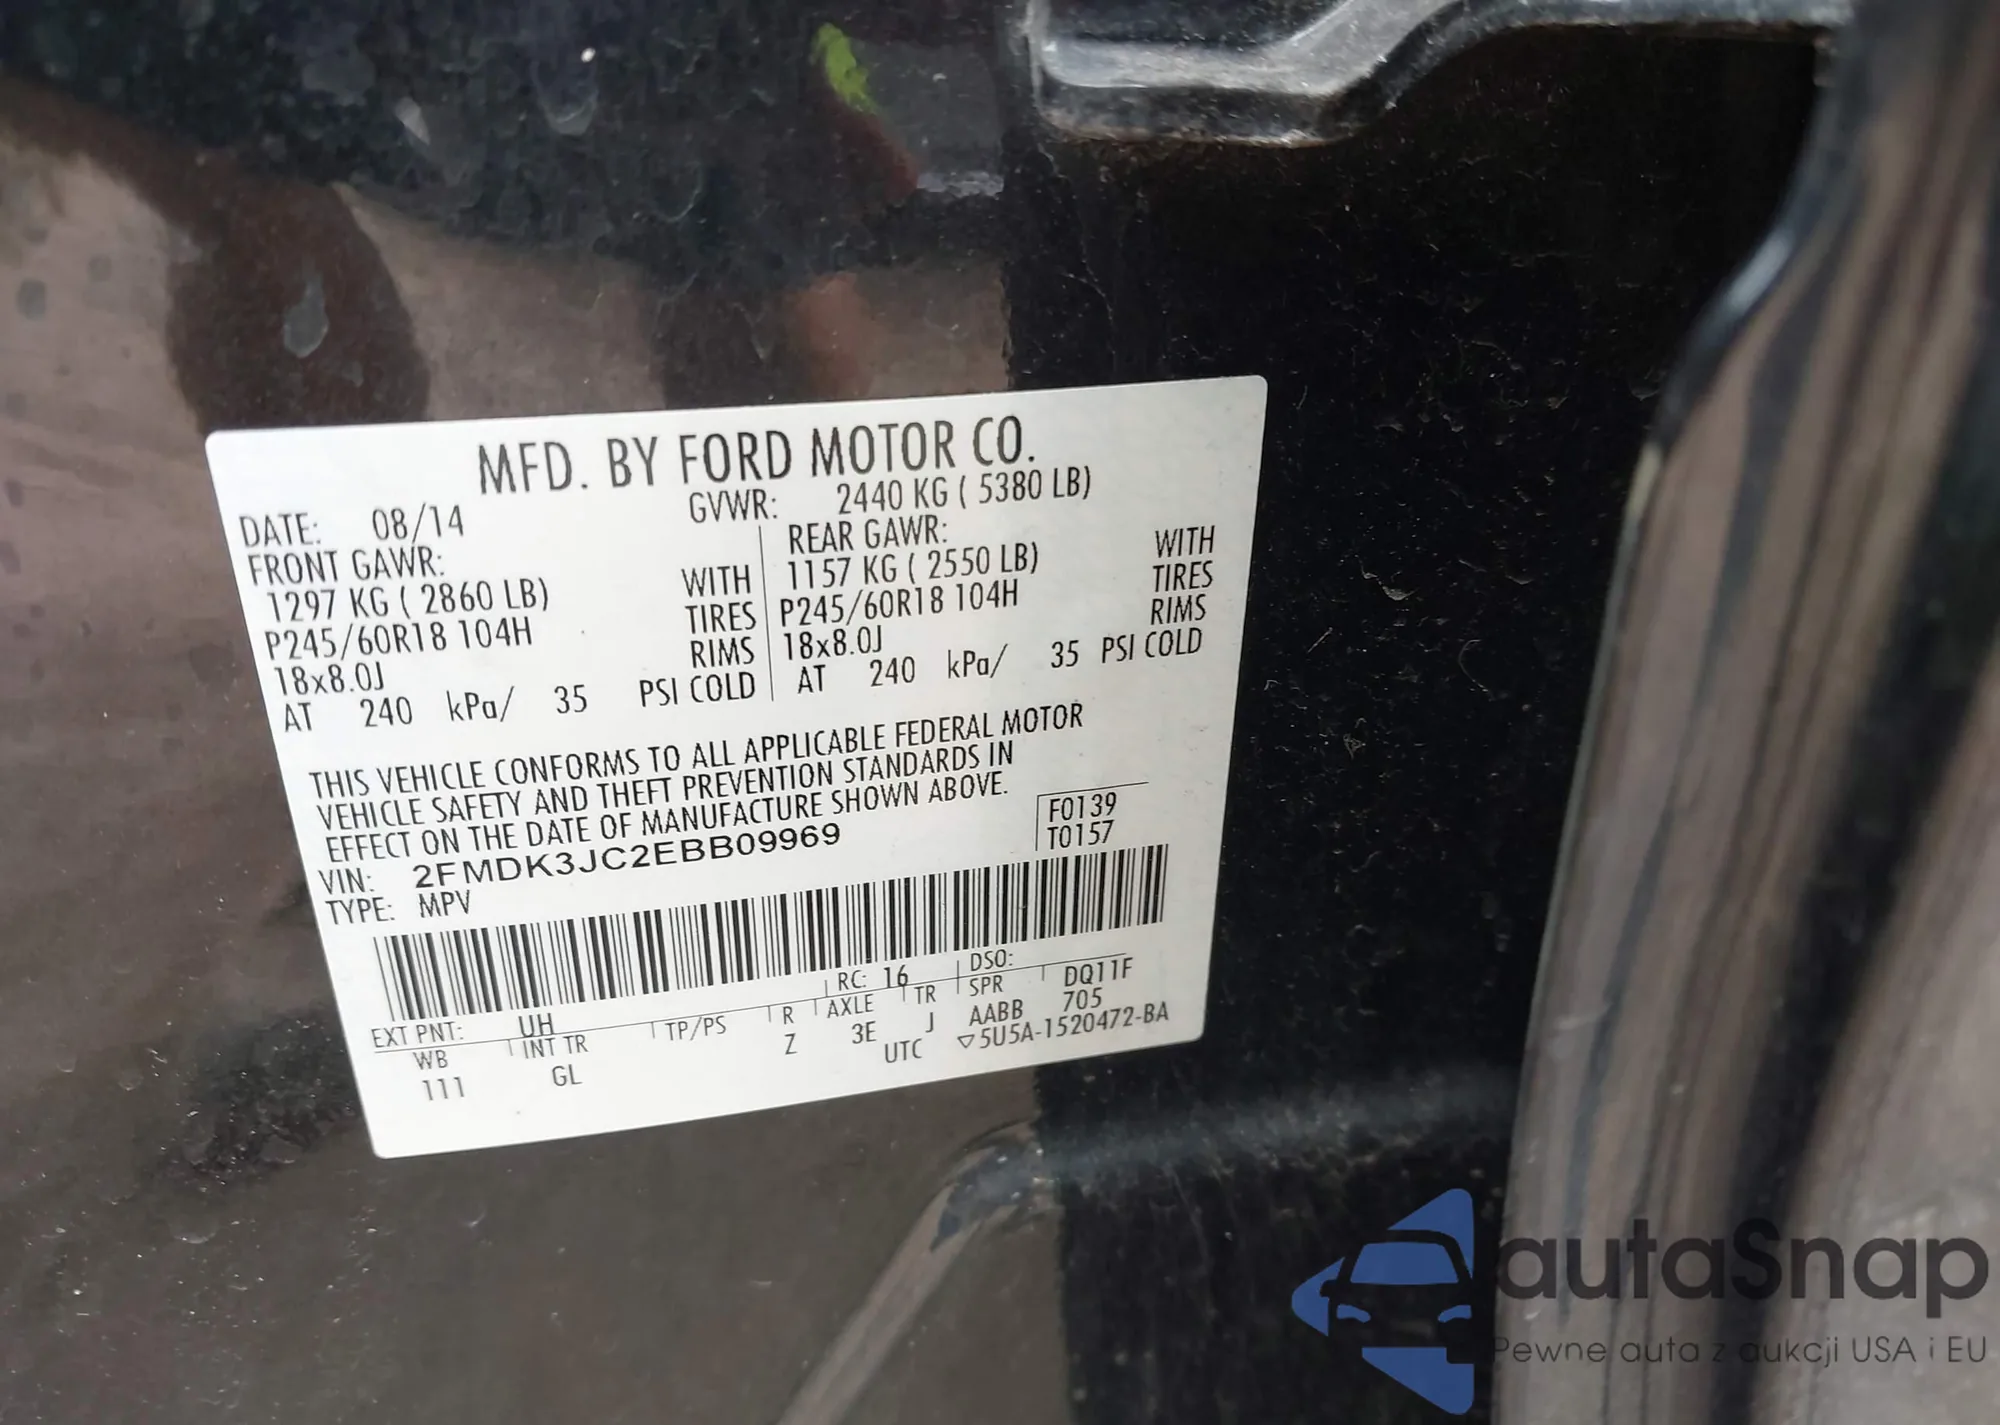 MFD. BY FORD MOTOR CO.
DATE: 08/14 GVWR: 2440 KG ( 5380 LB)
FRONT GAWR: REAR GAWR:
1297 KG ( 2860 LB) WITH 1157 KG ( 2550 LB) WITH
P245/60R18 104H TIRES P245/60R18 104H TIRES
18x8.0J RIMS 18x8.0J RIMS
AT 240 kPa/ 35 PSI COLD AT 240 kPa/ 35 PSI COLD
THIS VEHICLE CONFORMS TO ALL APPLICABLE FEDERAL MOTOR
VEHICLE SAFETY AND THEFT PREVENTION STANDARDS IN
EFFECT ON THE DATE OF MANUFACTURE SHOWN ABOVE.
F0139
T0157
VIN: 2FMDK3JC2EBB09969
TYPE: MPV
EXT PNT: UH RC: 16 DSO:
WB INT TR TP/PS R AXLE TR SPR DQ11F
111 GL Z 3E J AABB 705
UTC ▽5U5A-1520472-BA
autaSnap
Pewne auta z aukcji USA i EU